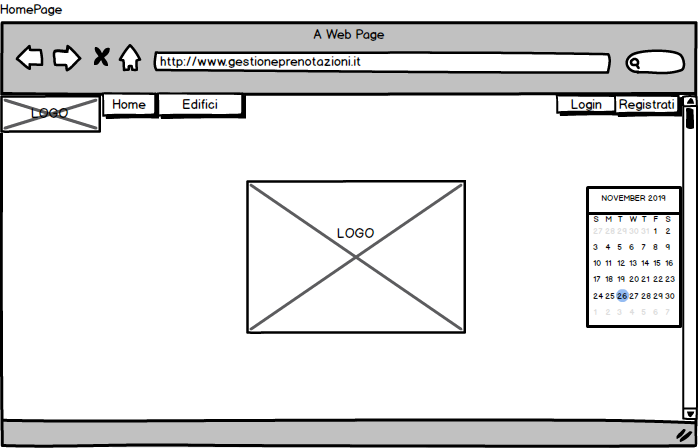 HomePage
A Web Page
http://www.gestioneprenotazioni.it
LOGO Home Edifici Login Registrati
LOGO
NOVEMBER 2019
S M T W T F S
27 28 29 30 31 1 2
3 4 5 6 7 8 9
10 11 12 13 14 15 16
17 18 19 20 21 22 23
24 25 26 27 28 29 30
1 2 3 4 5 6 7